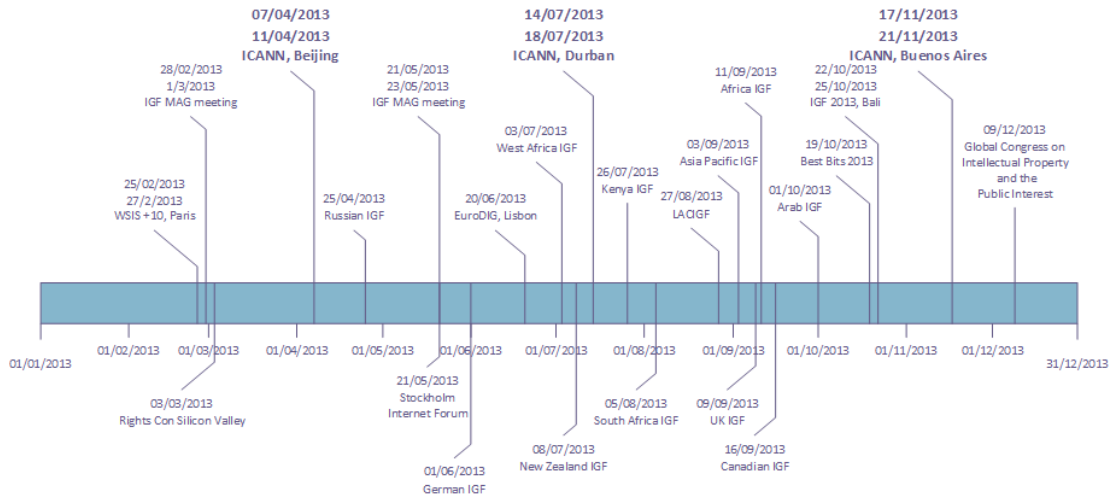 07/04/2013
11/04/2013
ICANN, Beijing
14/07/2013
18/07/2013
ICANN, Durban
17/11/2013
21/11/2013
ICANN, Buenos Aires
28/02/2013
1/3/2013
IGF MAG meeting
21/05/2013
23/05/2013
IGF MAG meeting
11/09/2013
Africa IGF
22/10/2013
25/10/2013
IGF 2013, Bali
03/07/2013
West Africa IGF
03/09/2013
Asia Pacific IGF
19/10/2013
Best Bits 2013
09/12/2013
Global Congress on
Intellectual Property
and the
Public Interest
25/02/2013
27/2/2013
WSIS +10, Paris
25/04/2013
Russian IGF
20/06/2013
EuroDIG, Lisbon
26/07/2013
Kenya IGF
27/08/2013
LACIGF
01/10/2013
Arab IGF
01/01/2013
01/02/2013
01/03/2013
01/04/2013
01/05/2013
01/06/2013
01/07/2013
01/08/2013
01/09/2013
01/10/2013
01/11/2013
01/12/2013
31/12/2013
03/03/2013
Rights Con Silicon Valley
21/05/2013
Stockholm
Internet Forum
05/08/2013
South Africa IGF
09/09/2013
UK IGF
01/06/2013
German IGF
08/07/2013
New Zealand IGF
16/09/2013
Canadian IGF